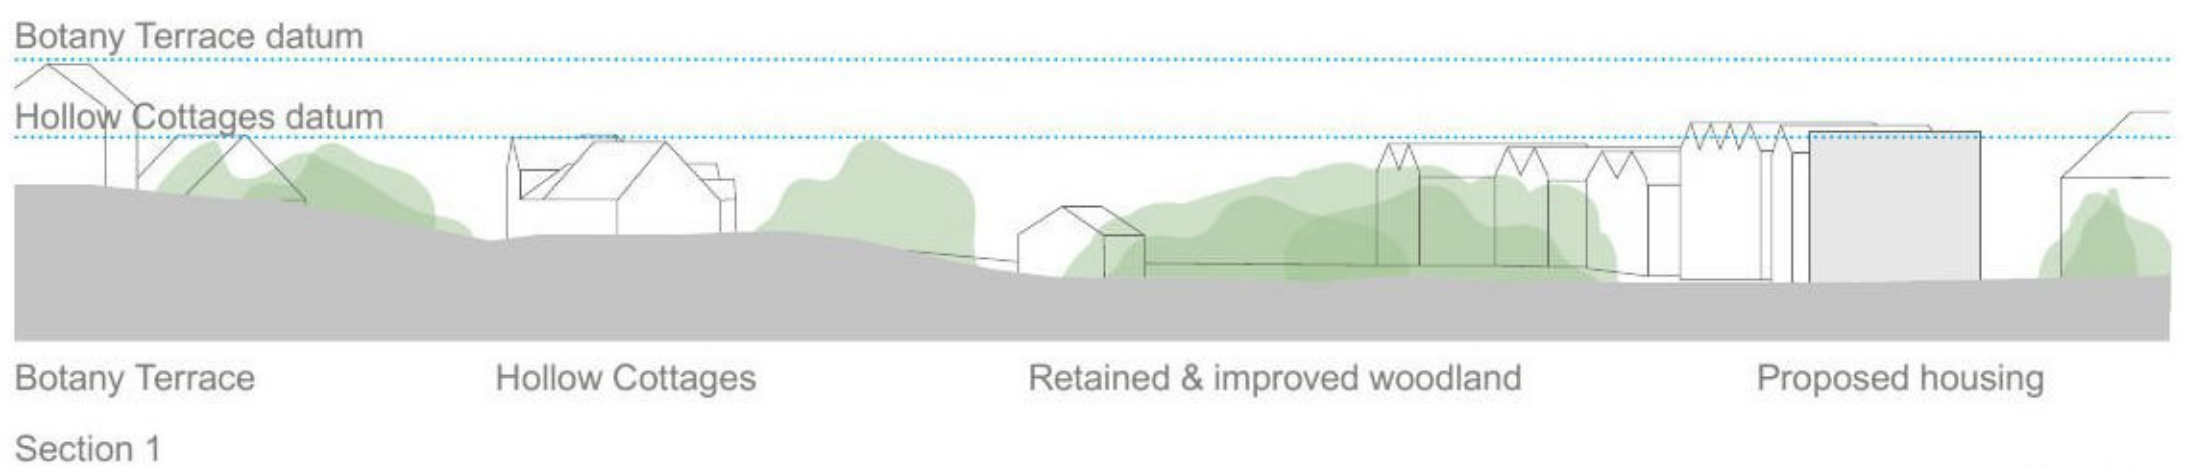 Botany Terrace datum
Hollow Cottages datum
Botany Terrace Hollow Cottages Retained & improved woodland Proposed housing
Section 1